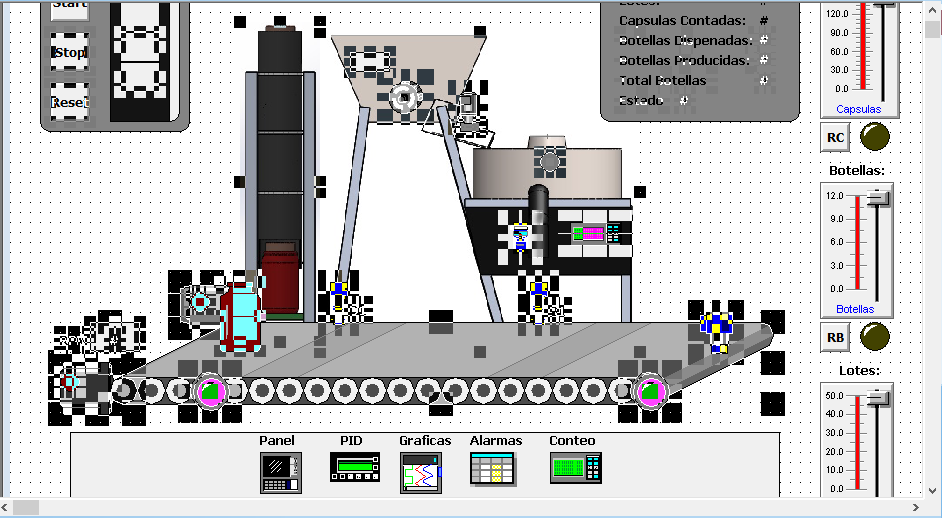 Start
Stop
Reset
Lotes: #
Capsulas Contadas: #
Botellas Dispenadas: #
Botellas Producidas: #
Total Botellas #
Estado #
120.0
90.0
60.0
30.0
0.0
Capsulas
RC
Botellas:
12.0
9.0
6.0
3.0
0.0
Botellas
RB
Lotes:
50.0
40.0
30.0
20.0
10.0
0.0
Panel PID Graficas Alarmas Conteo